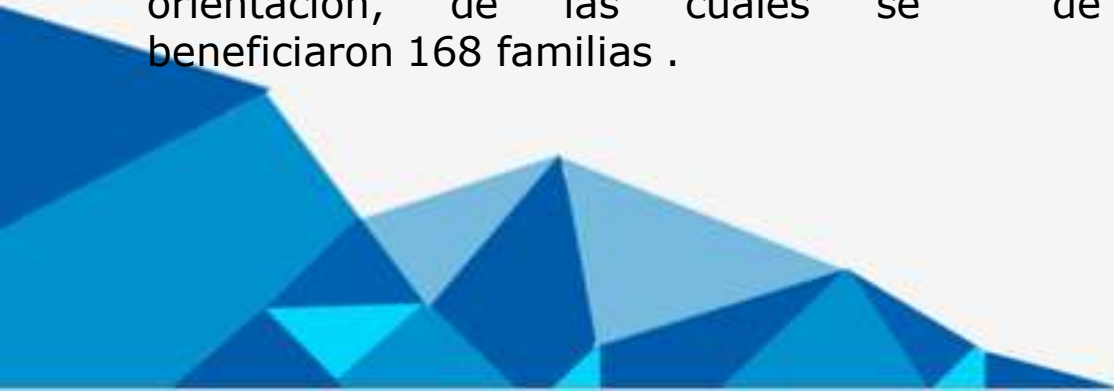 orientación, de las cuales se de
beneficiaron 168 familias .